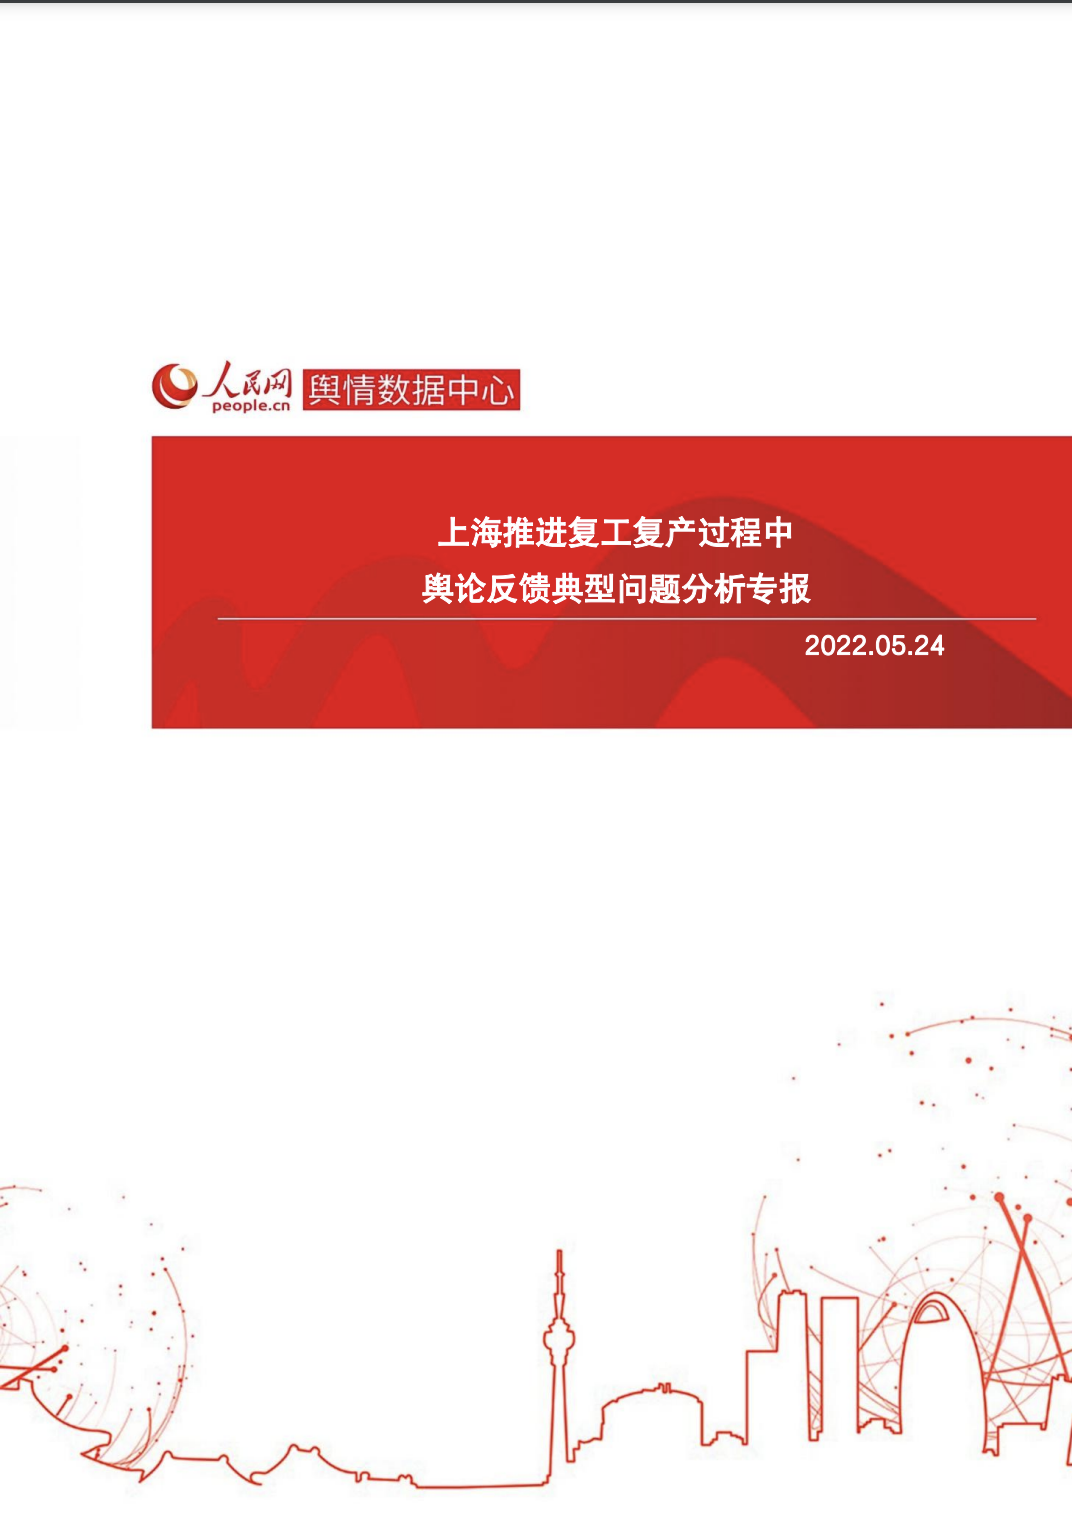 人民网
people.cn
舆情数据中心
上海推进复工复产过程中
舆论反馈典型问题分析专报
2022.05.24